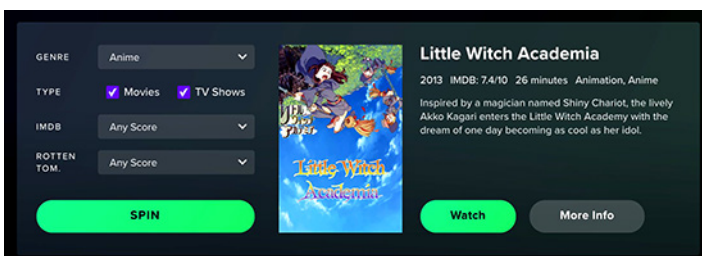 GENRE
Anime
TYPE
Movies
TV Shows
IMDB
Any Score
ROTTEN
TOM.
Any Score
SPIN
Little Witch
Academia
Little Witch Academia
2013 IMDB: 7.4/10 26 minutes Animation, Anime
Inspired by a magician named Shiny Chariot, the lively
Akko Kagari enters the Little Witch Academy with the
dream of one day becoming as cool as her idol.
Watch
More Info